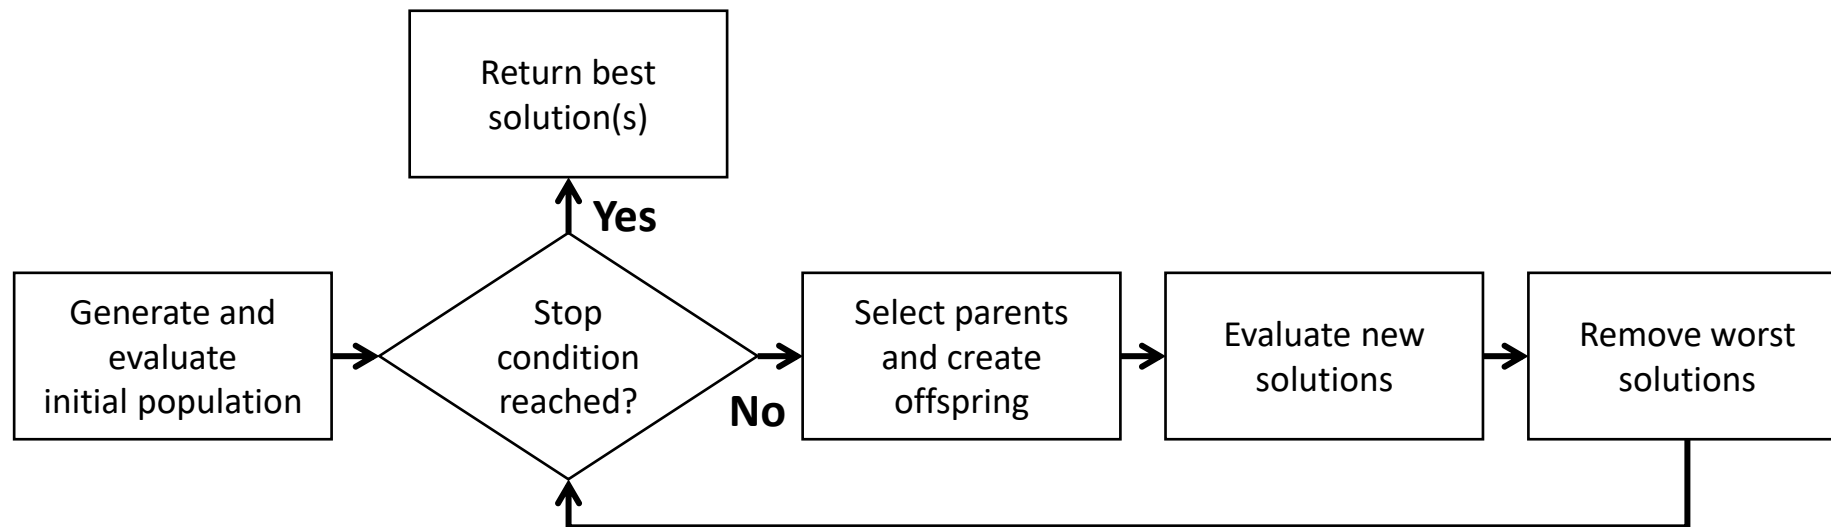 Return best
solution(s)
Yes
Generate and
evaluate
initial population
Stop
condition
reached?
No
Select parents
and create
offspring
Evaluate new
solutions
Remove worst
solutions